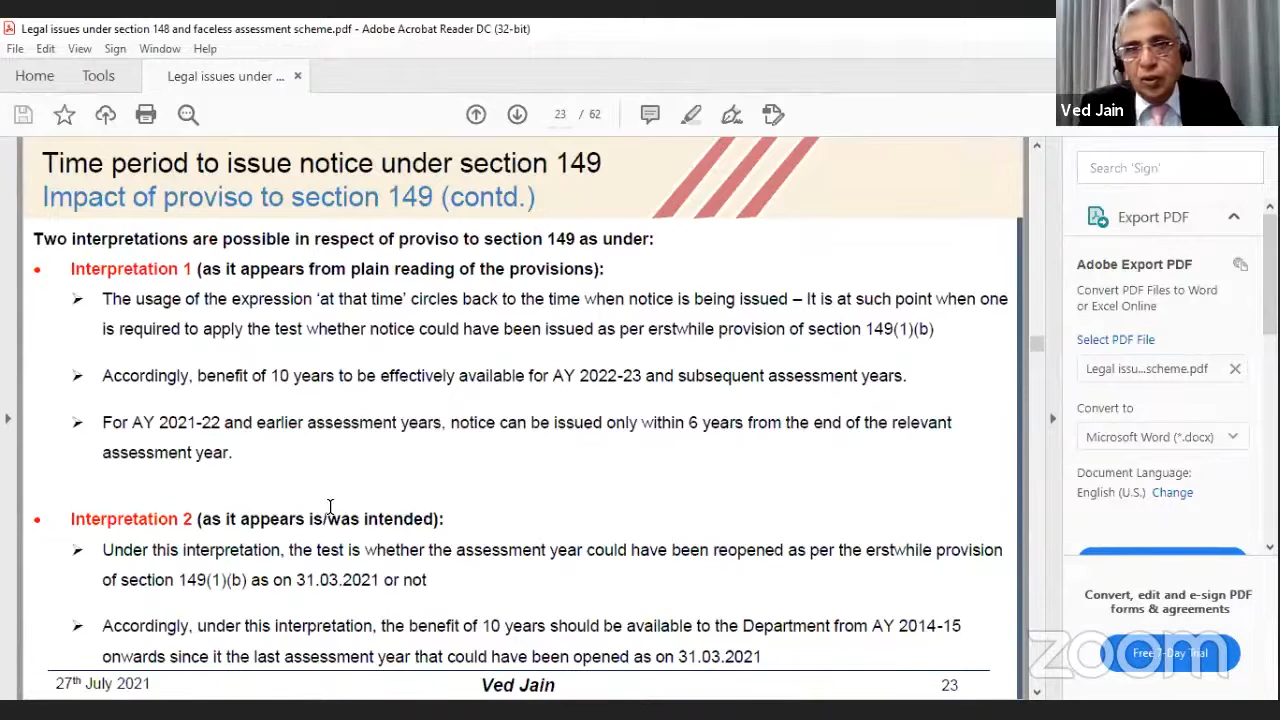 Legal issues under section 148 and faceless assessment scheme.pdf - Adobe Acrobat Reader DC (32-bit)
File Edit View Sign Window Help
Home Tools Legal issues under ... ×
23 / 62
Ved Jain
Time period to issue notice under section 149
Impact of proviso to section 149 (contd.)
Two interpretations are possible in respect of proviso to section 149 as under:
• Interpretation 1 (as it appears from plain reading of the provisions):
➢ The usage of the expression ‘at that time’ circles back to the time when notice is being issued – It is at such point when one
is required to apply the test whether notice could have been issued as per erstwhile provision of section 149(1)(b)
➢ Accordingly, benefit of 10 years to be effectively available for AY 2022-23 and subsequent assessment years.
➢ For AY 2021-22 and earlier assessment years, notice can be issued only within 6 years from the end of the relevant
assessment year.
• Interpretation 2 (as it appears is/was intended):
➢ Under this interpretation, the test is whether the assessment year could have been reopened as per the erstwhile provision
of section 149(1)(b) as on 31.03.2021 or not
➢ Accordingly, under this interpretation, the benefit of 10 years should be available to the Department from AY 2014-15
onwards since it the last assessment year that could have been opened as on 31.03.2021
27th July 2021 Ved Jain 23
Search 'Sign'
Export PDF
Adobe Export PDF
Convert PDF Files to Word
or Excel Online
Select PDF File
Legal issu...scheme.pdf ×
Convert to
Microsoft Word (*.docx)
Document Language:
English (U.S.) Change
Convert, edit and e-sign PDF
forms & agreements
Free 7-Day Trial
zoom